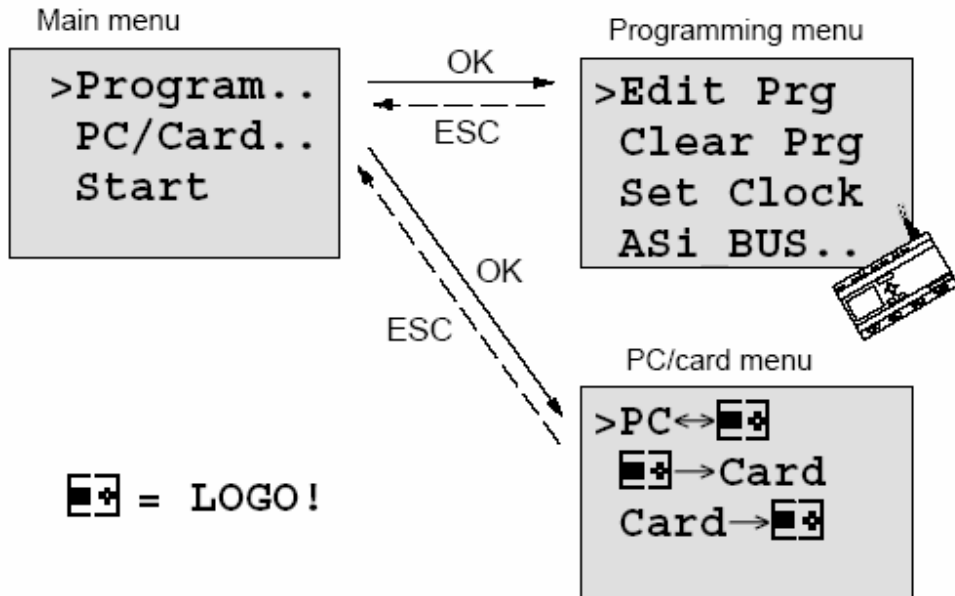 Main menu
>Program..
PC/Card..
Start
OK
ESC
Programming menu
>Edit Prg
Clear Prg
Set Clock
ASi BUS..
OK
ESC
PC/card menu
>PC↔
→Card
Card→
= LOGO!